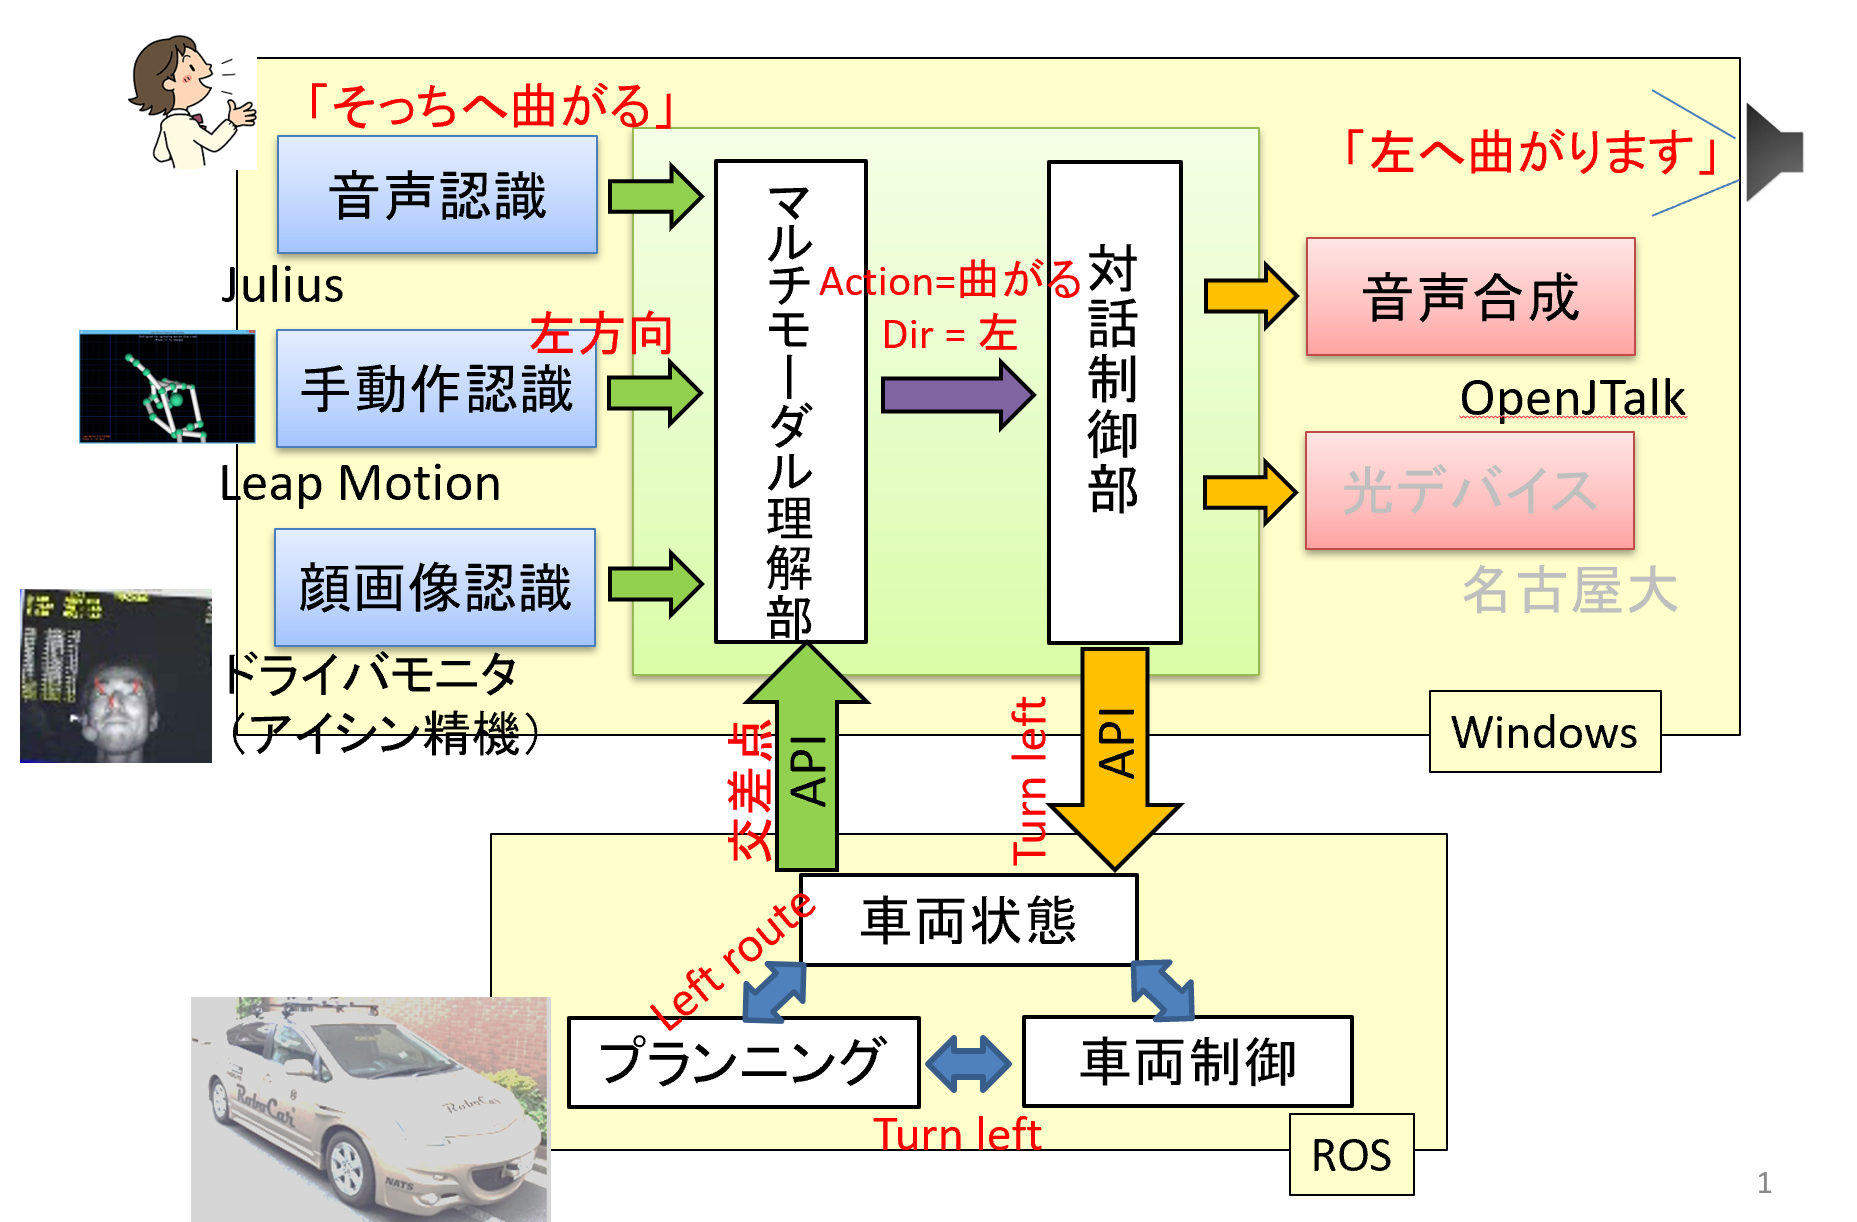 「そっちへ曲がる」
音声認識
Julius
左方向
手動作認識
Leap Motion
顔画像認識
ドライバモニタ
（アイシン精機）
マルチモーダル理解部
Action=曲がる
Dir = 左
対話制御部
「左へ曲がります」
音声合成
OpenJTalk
光デバイス
名古屋大
Windows
交差点
API
Turn left
API
車両状態
Left route
プランニング
車両制御
Turn left
ROS
RoboCar
RoboCar
NATS
1